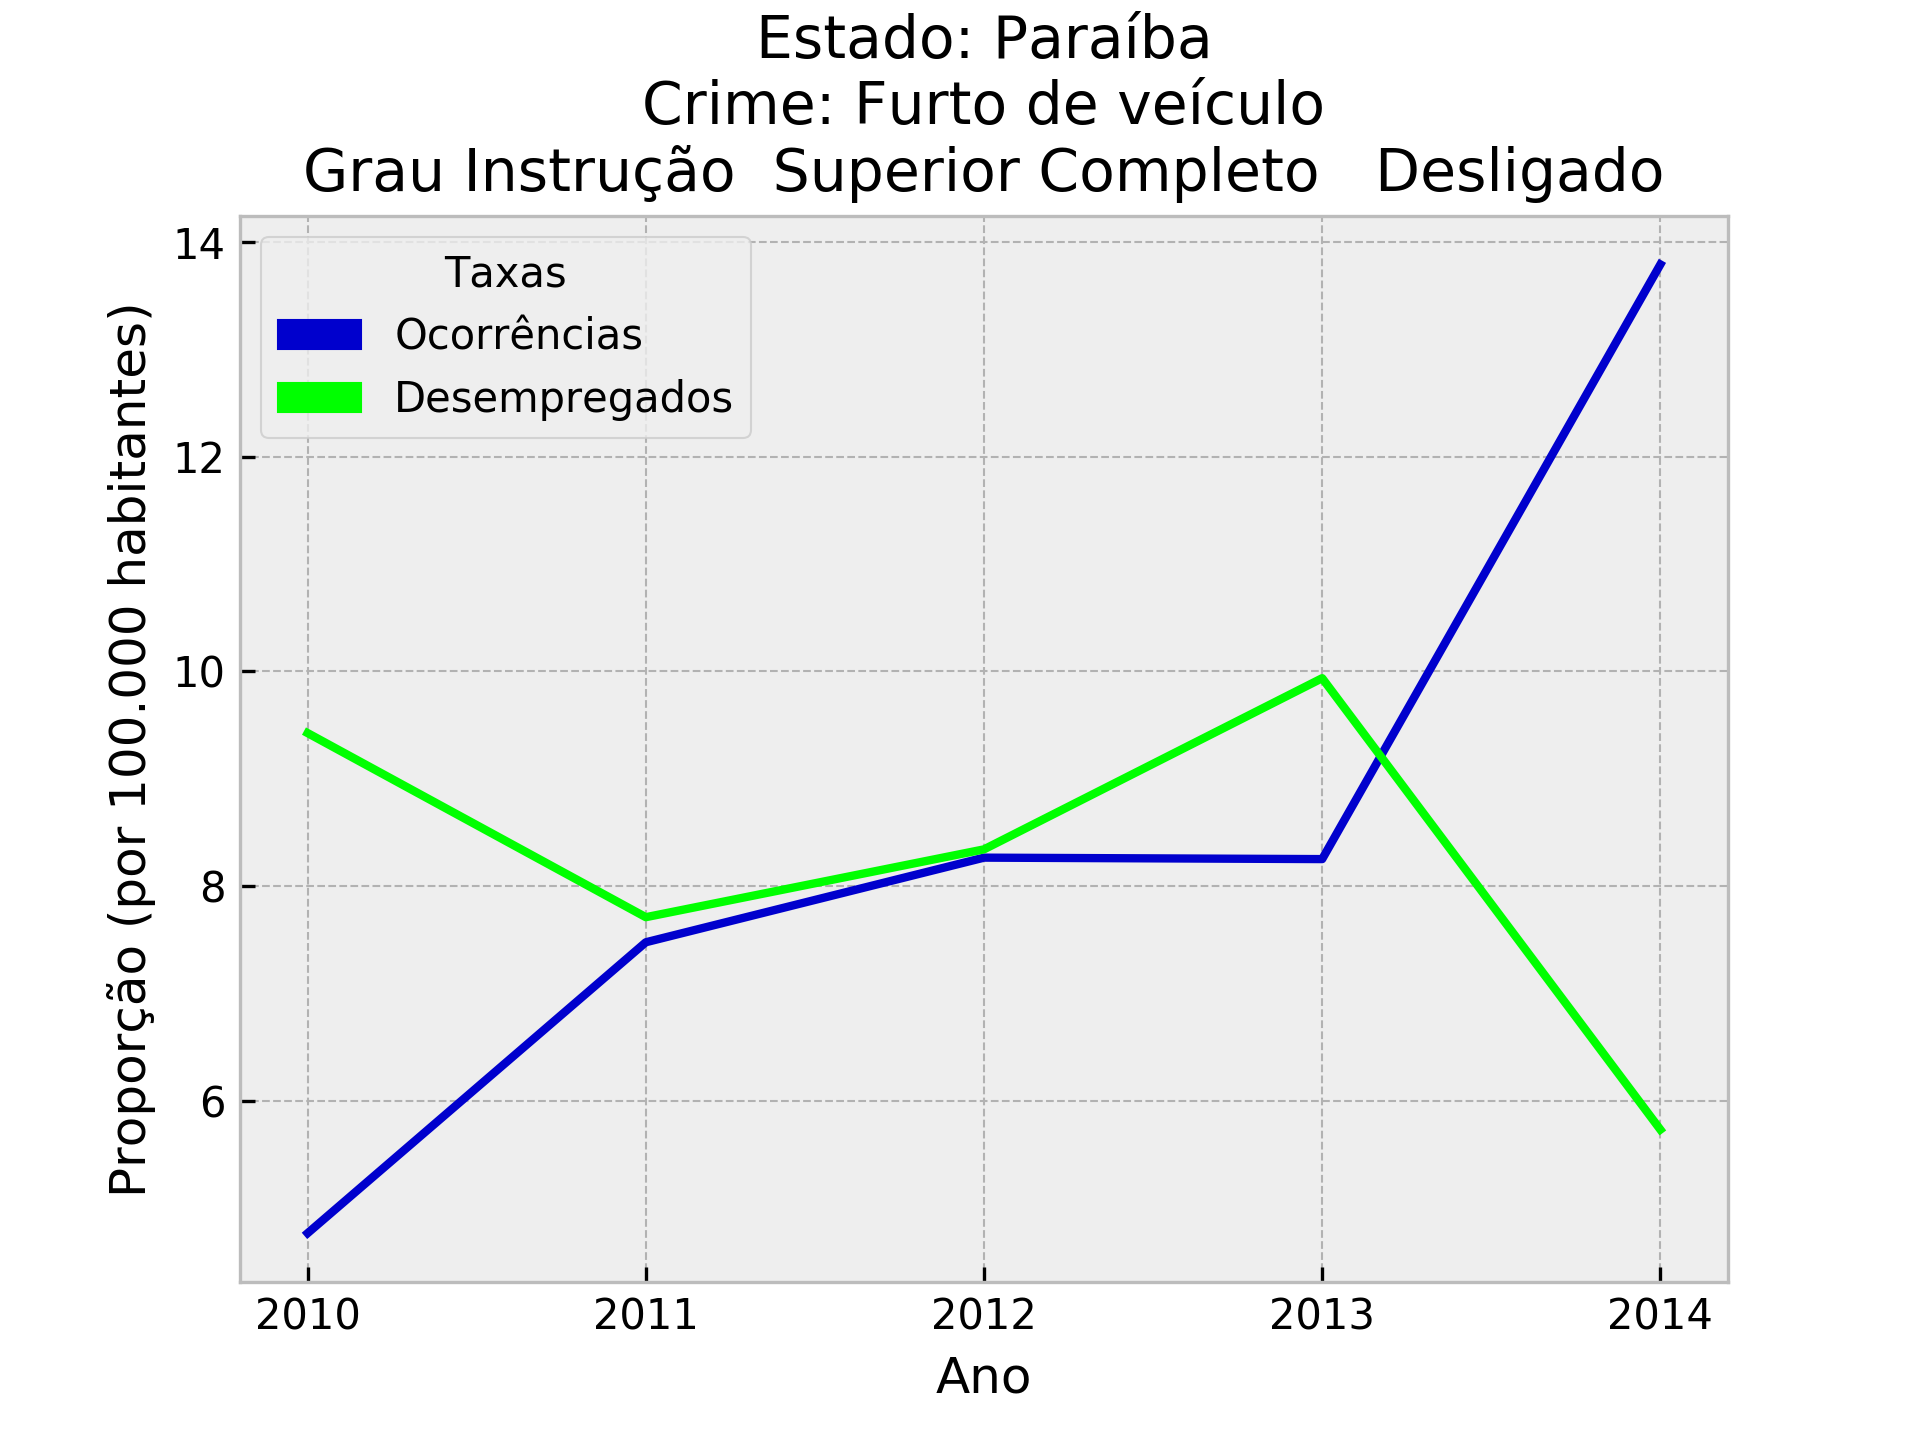 Estado: Paraíba
Crime: Furto de veículo
Grau Instrução  Superior Completo   Desligado
Taxas
Ocorrências
Desempregados
Proporção (por 100.000 habitantes)
14
12
10
8
6
2010 2011 2012 2013 2014
Ano